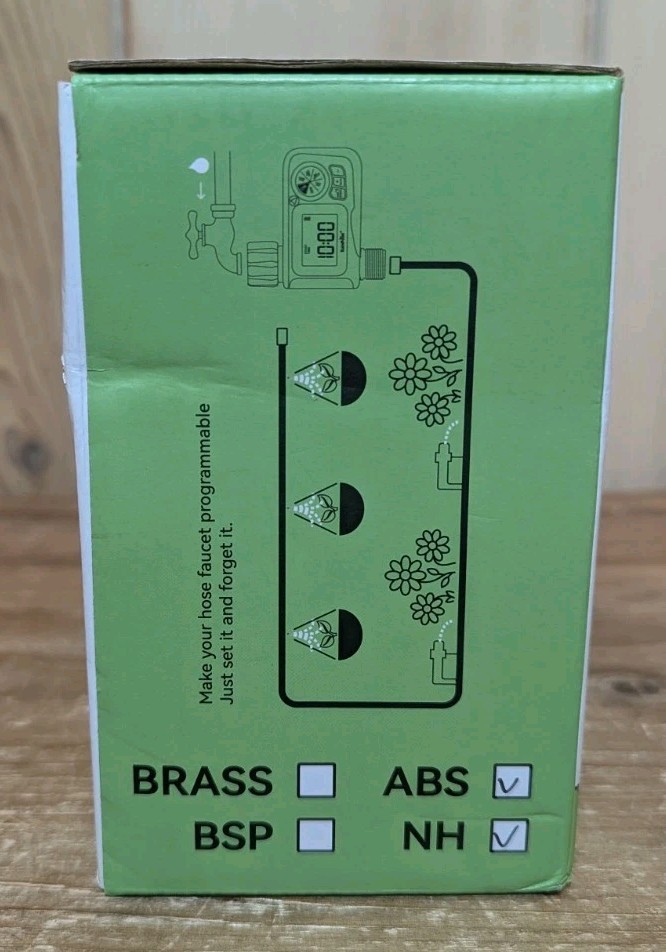 10:00
Make your hose faucet programmable
Just set it and forget it.
BRASS ABS
BSP NH